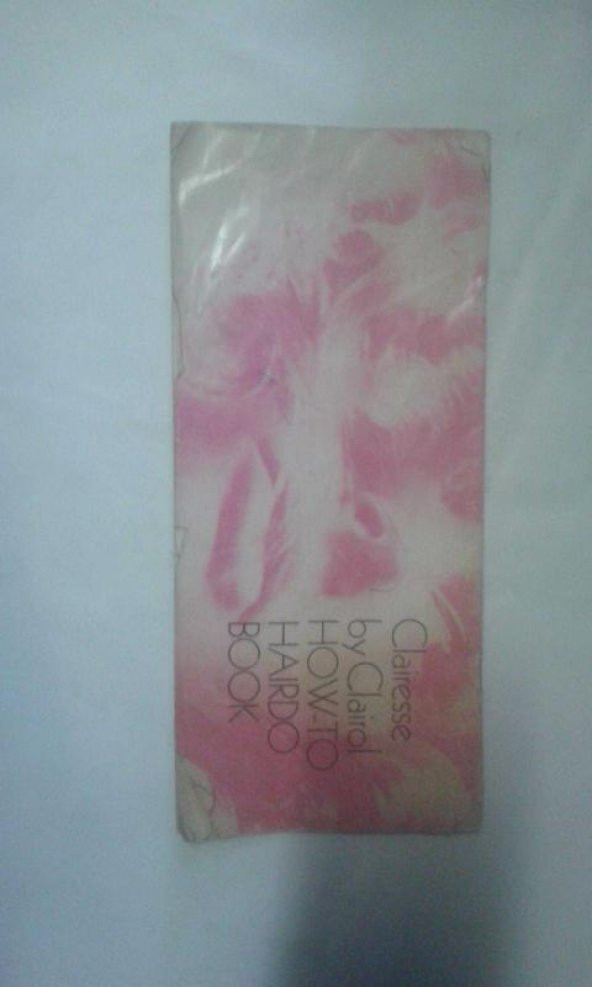 Clairesse
by Clairol
HOW-TO
HAIRDO
BOOK